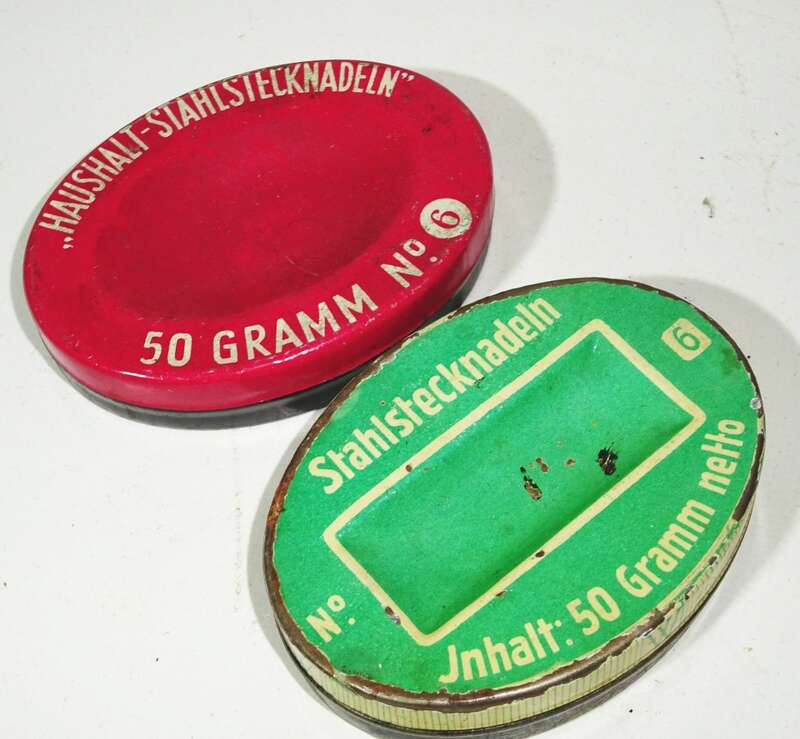 „HAUSHALT-STAHLSTECKNADELN”
50 GRAMM Nº. 6
Stahlstecknadeln
Nº. 6
Jnhalt: 50 Gramm netto